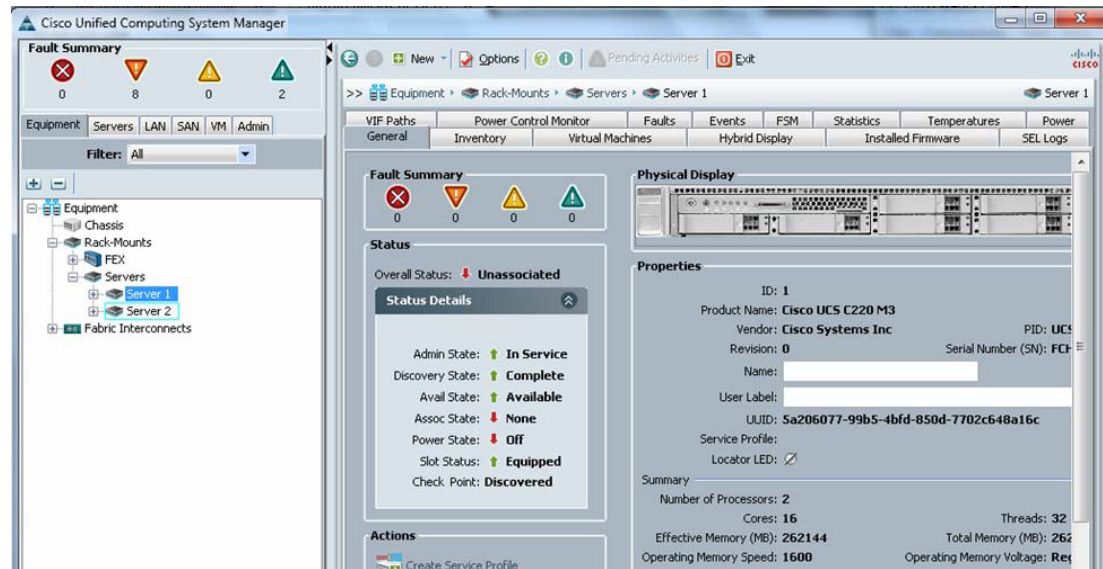 Cisco Unified Computing System Manager
Fault Summary
0 8 0 2
New Options Pending Activities Exit
CISCO
>> Equipment Rack-Mounts Servers Server 1 Server 1
Equipment Servers LAN SAN VM Admin
Filter: All
Equipment
Chassis
Rack-Mounts
FEX
Servers
Server 1
Server 2
Fabric Interconnects
VIF Paths Power Control Monitor Faults Events FSM Statistics Temperatures Power
General Inventory Virtual Machines Hybrid Display Installed Firmware SEL Logs
Fault Summary
0 0 0 0
Status
Overall Status: Unassociated
Status Details
Admin State: In Service
Discovery State: Complete
Avail State: Available
Assoc State: None
Power State: Off
Slot Status: Equipped
Check Point: Discovered
Actions
Create Service Profile
Physical Display
Properties
ID: 1
Product Name: Cisco UCS C220 M3
Vendor: Cisco Systems Inc PID: UCS
Revision: 0 Serial Number (SN): FCH
Name:
User Label:
UUID: 5a206077-99b5-4bfd-850d-7702c648a16c
Service Profile:
Locator LED:
Summary
Number of Processors: 2
Cores: 16 Threads: 32
Effective Memory (MB): 262144 Total Memory (MB): 262
Operating Memory Speed: 1600 Operating Memory Voltage: Reg